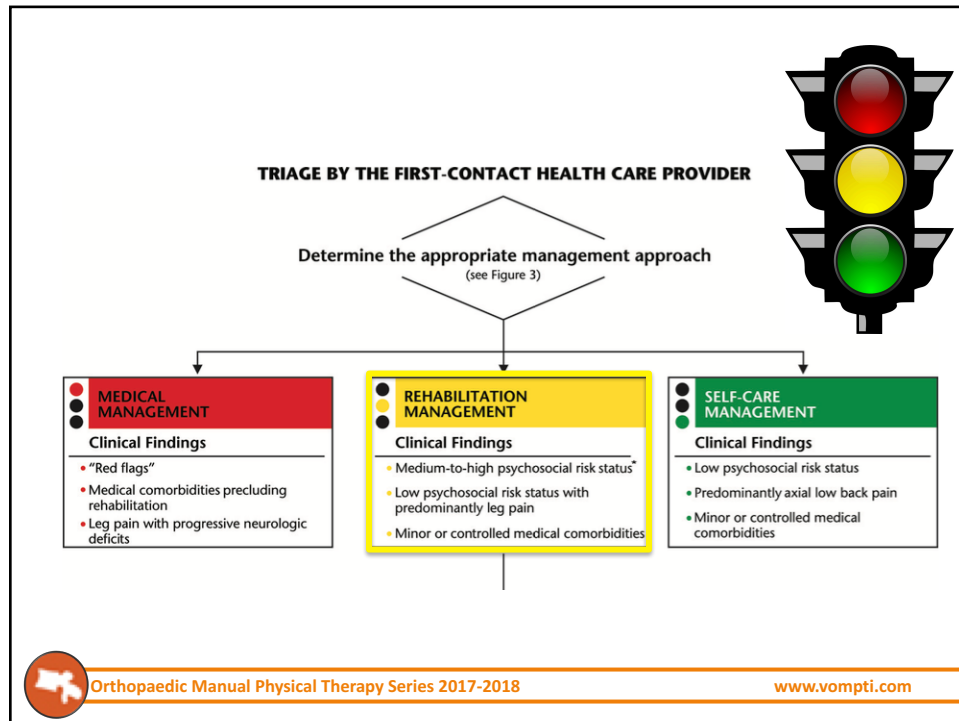 TRIAGE BY THE FIRST-CONTACT HEALTH CARE PROVIDER
Determine the appropriate management approach
(see Figure 3)
MEDICAL
MANAGEMENT
Clinical Findings
• "Red flags"
• Medical comorbidities precluding
rehabilitation
• Leg pain with progressive neurologic
deficits
REHABILITATION
MANAGEMENT
Clinical Findings
• Medium-to-high psychosocial risk status*
• Low psychosocial risk status with
predominantly leg pain
• Minor or controlled medical comorbidities
SELF-CARE
MANAGEMENT
Clinical Findings
• Low psychosocial risk status
• Predominantly axial low back pain
• Minor or controlled medical
comorbidities
Orthopaedic Manual Physical Therapy Series 2017-2018
www.vompti.com